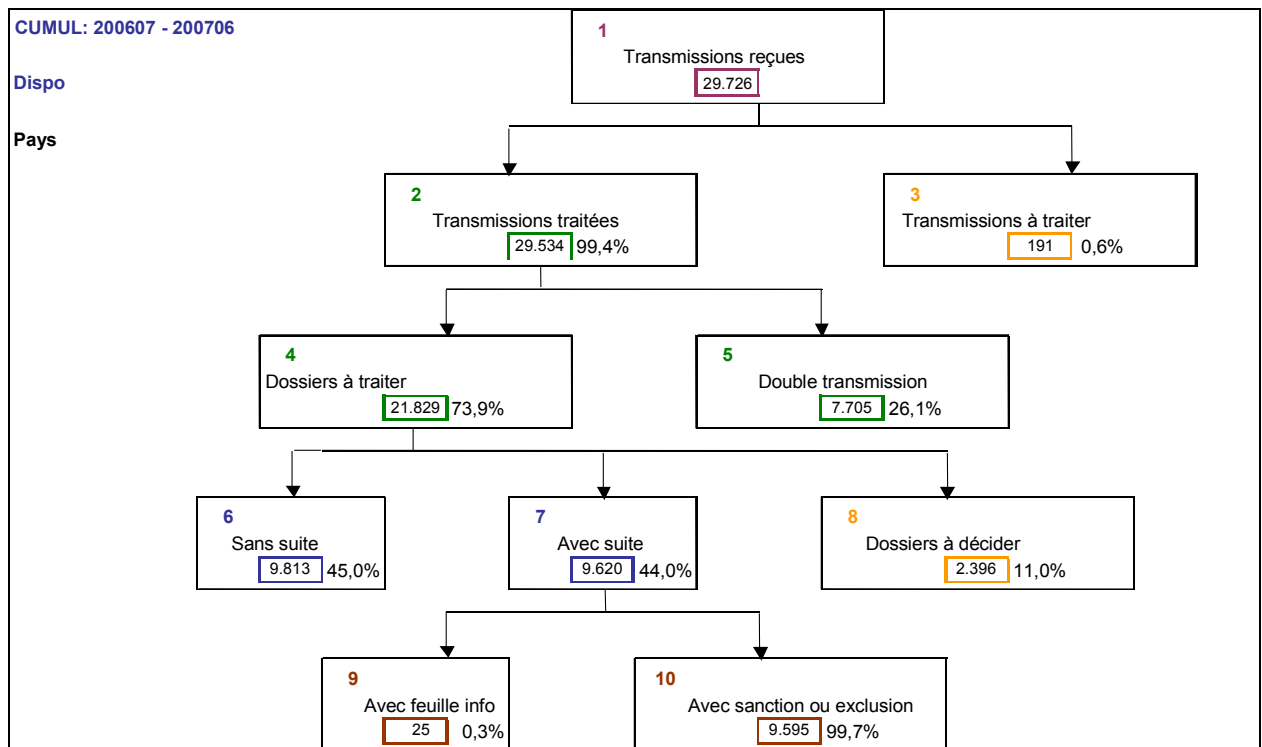 CUMUL: 200607 - 200706
Dispo
Pays
1
Transmissions reçues
29.726
2
Transmissions traitées
29.534 99,4%
3
Transmissions à traiter
191 0,6%
4
Dossiers à traiter
21.829 73,9%
5
Double transmission
7.705 26,1%
6
Sans suite
9.813 45,0%
7
Avec suite
9.620 44,0%
8
Dossiers à décider
2.396 11,0%
9
Avec feuille info
25 0,3%
10
Avec sanction ou exclusion
9.595 99,7%